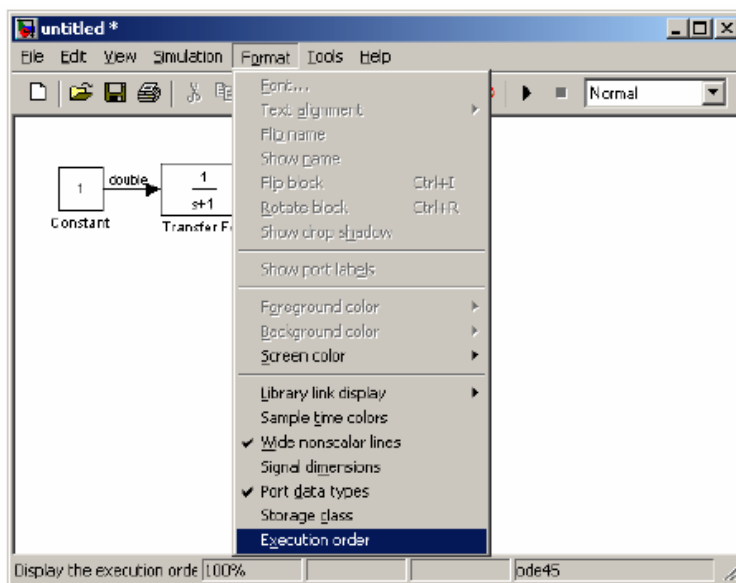 untitled *
File Edit View Simulation Format Tools Help
Normal
Font...
Text alignment
Flip name
Show name
Flip block Ctrl+I
Rotate block Ctrl+R
Show drop shadow
Show port labels
Foreground color
Background color
Screen color
Library link display
Sample time colors
Wide nonscalar lines
Signal dimensions
Port data types
Storage class
Execution order
1
double
1
s+1
Constant
Transfer F
Display the execution orde 100% ode45